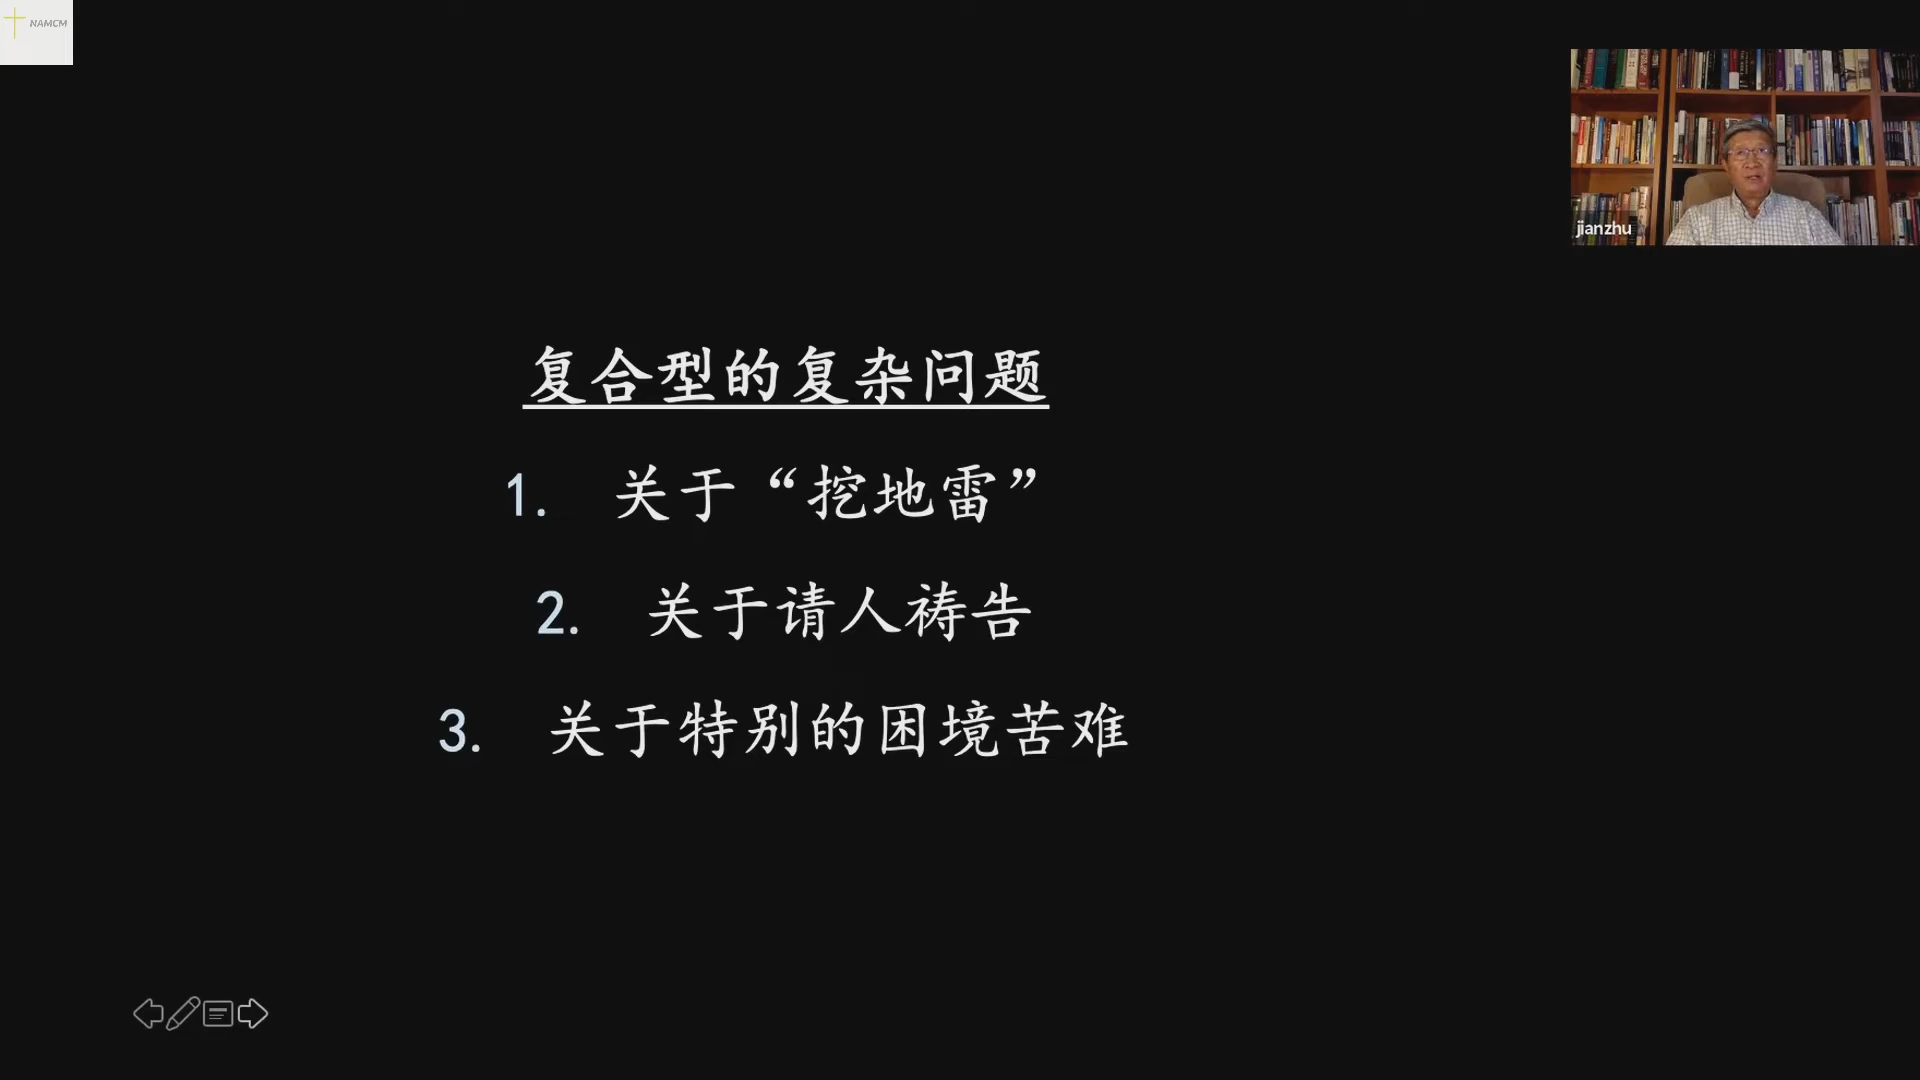 NAMCM
jianzhu
复合型的复杂问题
1. 关于“挖地雷”
2. 关于请人祷告
3. 关于特别的困境苦难